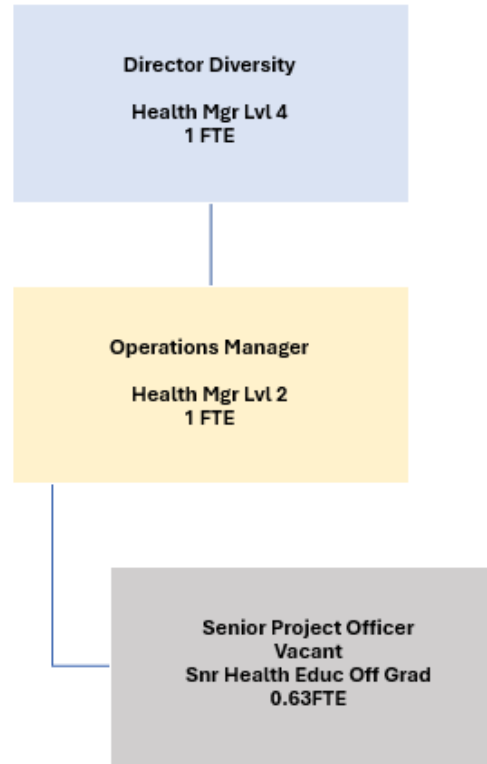 Director Diversity
Health Mgr Lvl 4
1 FTE
Operations Manager
Health Mgr Lvl 2
1 FTE
Senior Project Officer
Vacant
Snr Health Educ Off Grad
0.63FTE